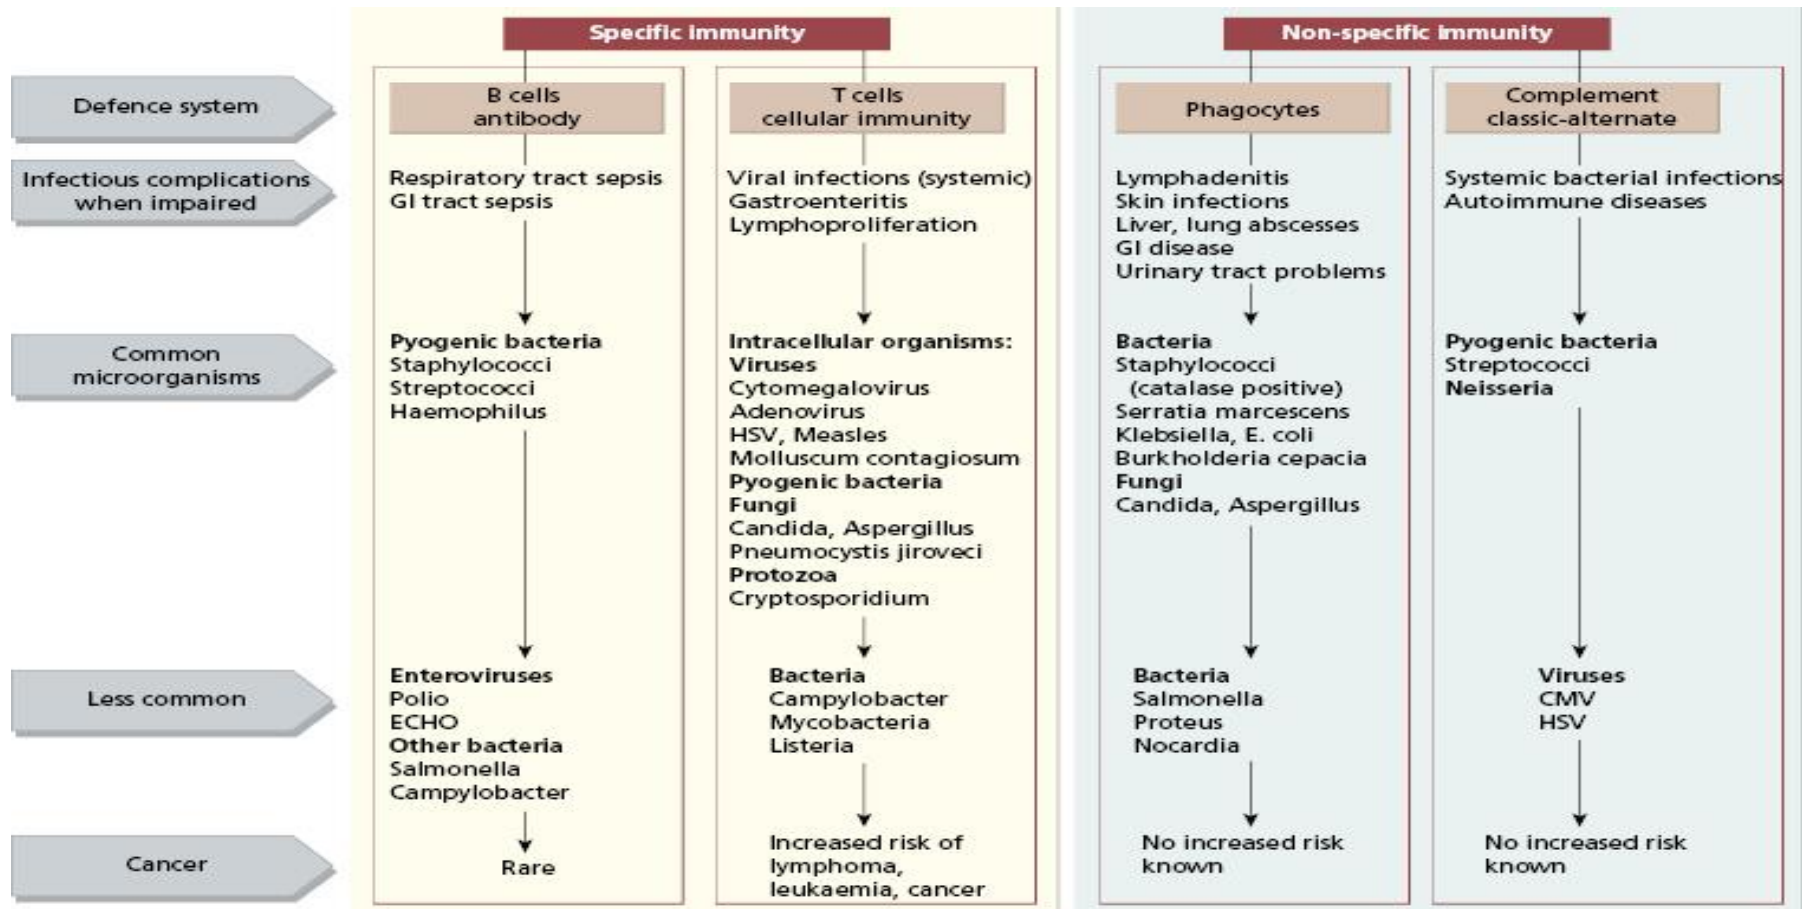 Specific immunity
Non-specific immunity
Defence system
B cells
antibody
T cells
cellular immunity
Phagocytes
Complement
classic-alternate
Infectious complications
when impaired
Respiratory tract sepsis
GI tract sepsis
Viral infections (systemic)
Gastroenteritis
Lymphoproliferation
Lymphadenitis
Skin infections
Liver, lung abscesses
GI disease
Urinary tract problems
Systemic bacterial infections
Autoimmune diseases
Common
microorganisms
Pyogenic bacteria
Staphylococci
Streptococci
Haemophilus
Intracellular organisms:
Viruses
Cytomegalovirus
Adenovirus
HSV, Measles
Molluscum contagiosum
Pyogenic bacteria
Fungi
Candida, Aspergillus
Pneumocystis jiroveci
Protozoa
Cryptosporidium
Bacteria
Staphylococci
(catalase positive)
Serratia marcescens
Klebsiella, E. coli
Burkholderia cepacia
Fungi
Candida, Aspergillus
Pyogenic bacteria
Streptococci
Neisseria
Less common
Enteroviruses
Polio
ECHO
Other bacteria
Salmonella
Campylobacter
Bacteria
Campylobacter
Mycobacteria
Listeria
Bacteria
Salmonella
Proteus
Nocardia
Viruses
CMV
HSV
Cancer
Rare
Increased risk of
lymphoma,
leukaemia, cancer
No increased risk
known
No increased risk
known